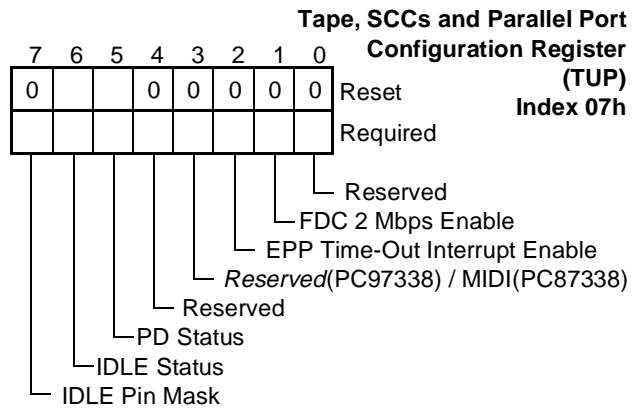 Tape, SCCs and Parallel Port
Configuration Register
(TUP)
Index 07h
7 6 5 4 3 2 1 0
0 0 0 0 0 0 Reset
Required
Reserved
FDC 2 Mbps Enable
EPP Time-Out Interrupt Enable
Reserved(PC97338) / MIDI(PC87338)
Reserved
PD Status
IDLE Status
IDLE Pin Mask